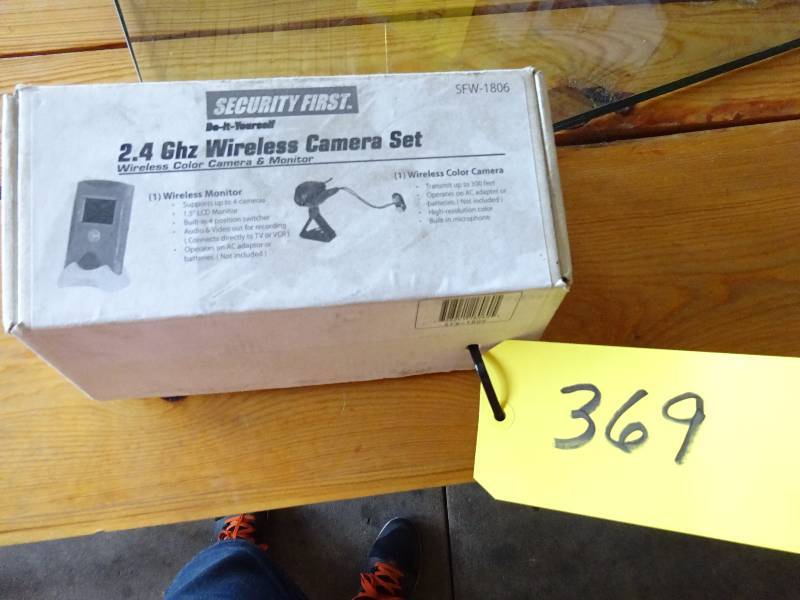 SECURITY FIRST.
SFW-1806
Do-It-Yourself
2.4 Ghz Wireless Camera Set
Wireless Color Camera & Monitor
(1) Wireless Monitor
• Supports up to 4 cameras
• 1.5" LCD Monitor
• Built-in 4 position switcher
• Audio & Video out for recording
( Connects directly to TV or VCR )
• Operates on AC adaptor or
batteries. ( Not included )
(1) Wireless Color Camera
• Transmit up to 300 feet
• Operates on AC adapter or
batteries. ( Not included )
• High-resolution color
• Built in microphone
SFW-1806
369